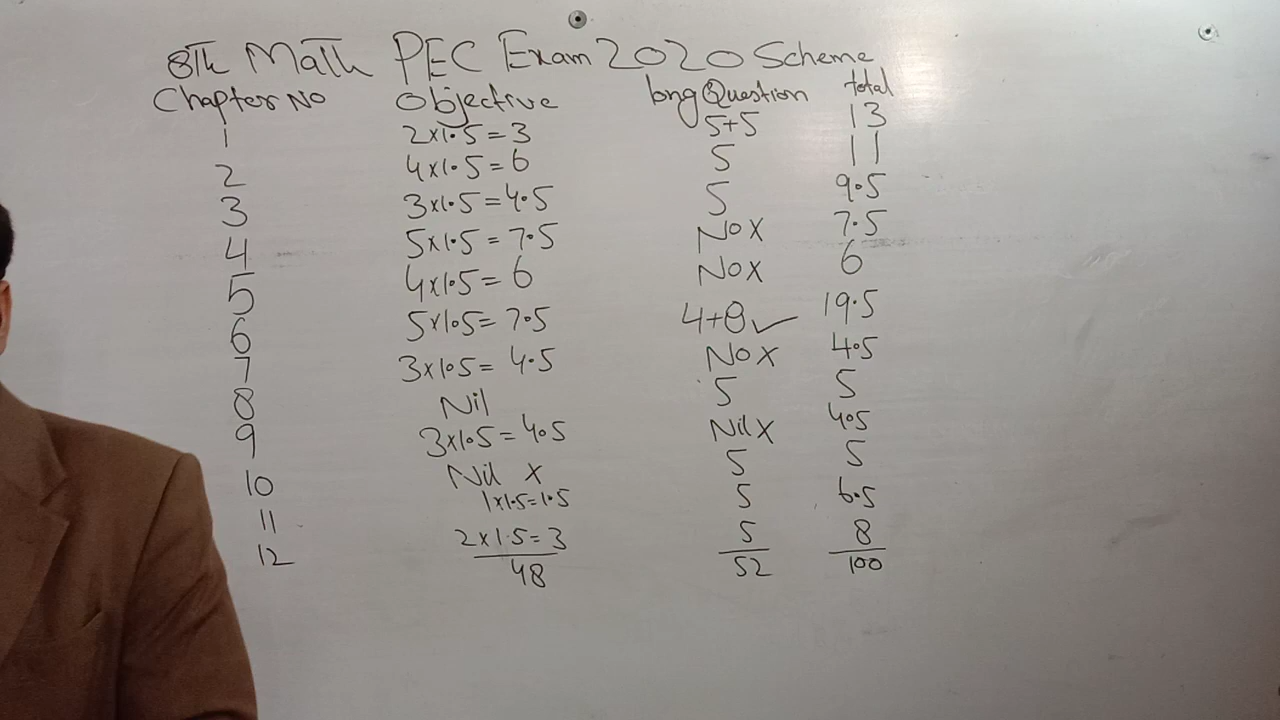 8Th Math PEC Exam 2020 Scheme
Chapter No Objective long Question total
1 2x1.5=3 5+5 13
2 4x1.5=6 5 11
3 3x1.5=4.5 5 9.5
4 5x1.5=7.5 No x 7.5
5 4x1.5=6 No x 6
6 5x1.5=7.5 4+8 ✓ 19.5
7 3x1.5=4.5 No x 4.5
8 Nil 5 5
9 3x1.5=4.5 Nil x 4.5
10 Nil x 5 5
11 1x1.5=1.5 5 6.5
12 2x1.5=3 5 8
48 52 100